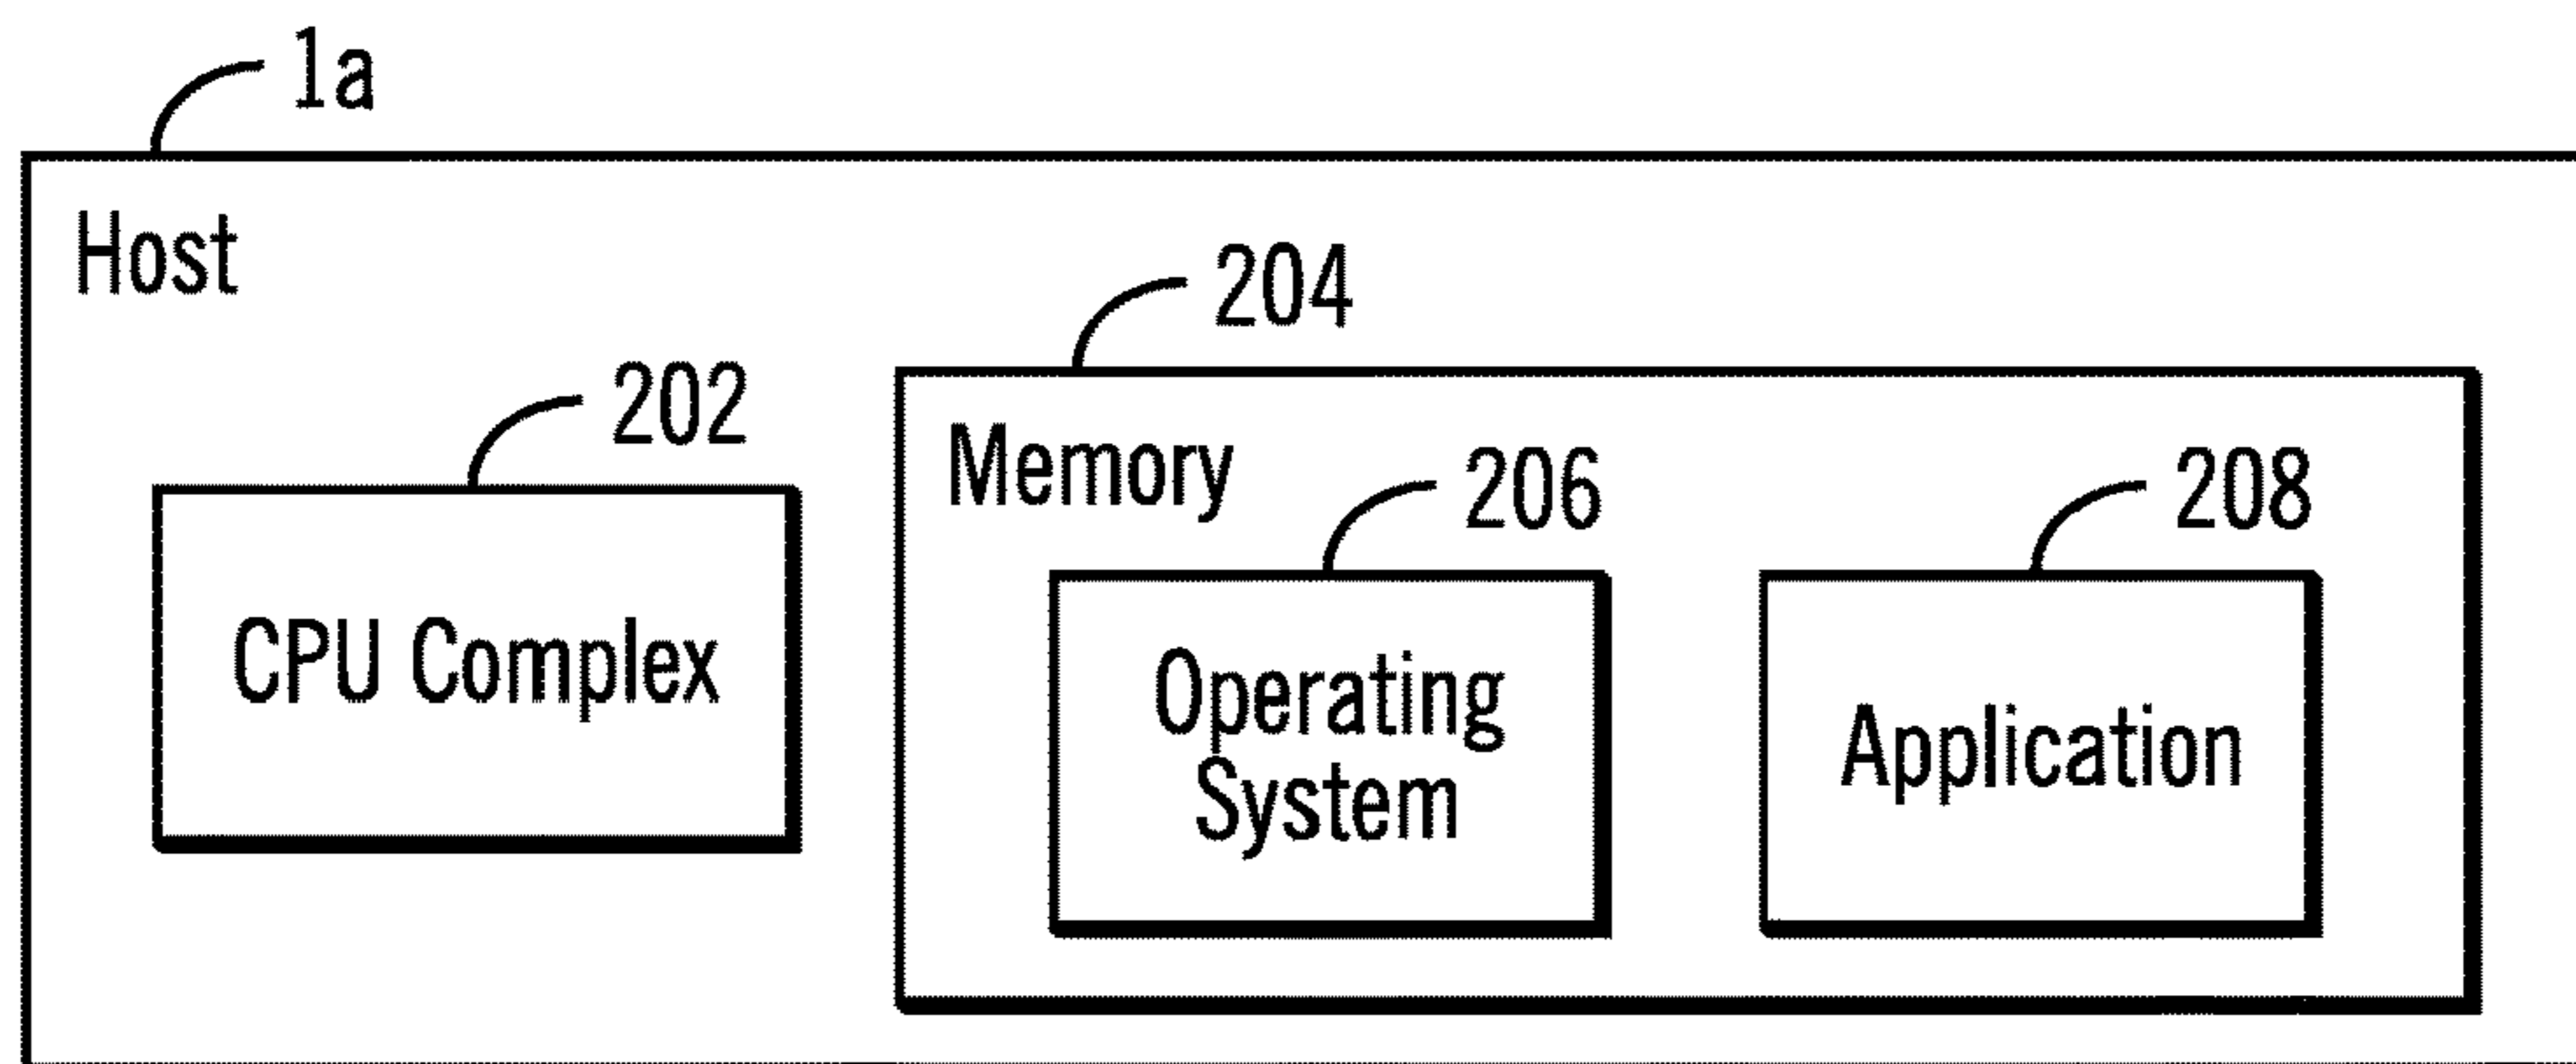 1a
Host
204
202
Memory
206
208
CPU Complex
Operating
System
Application